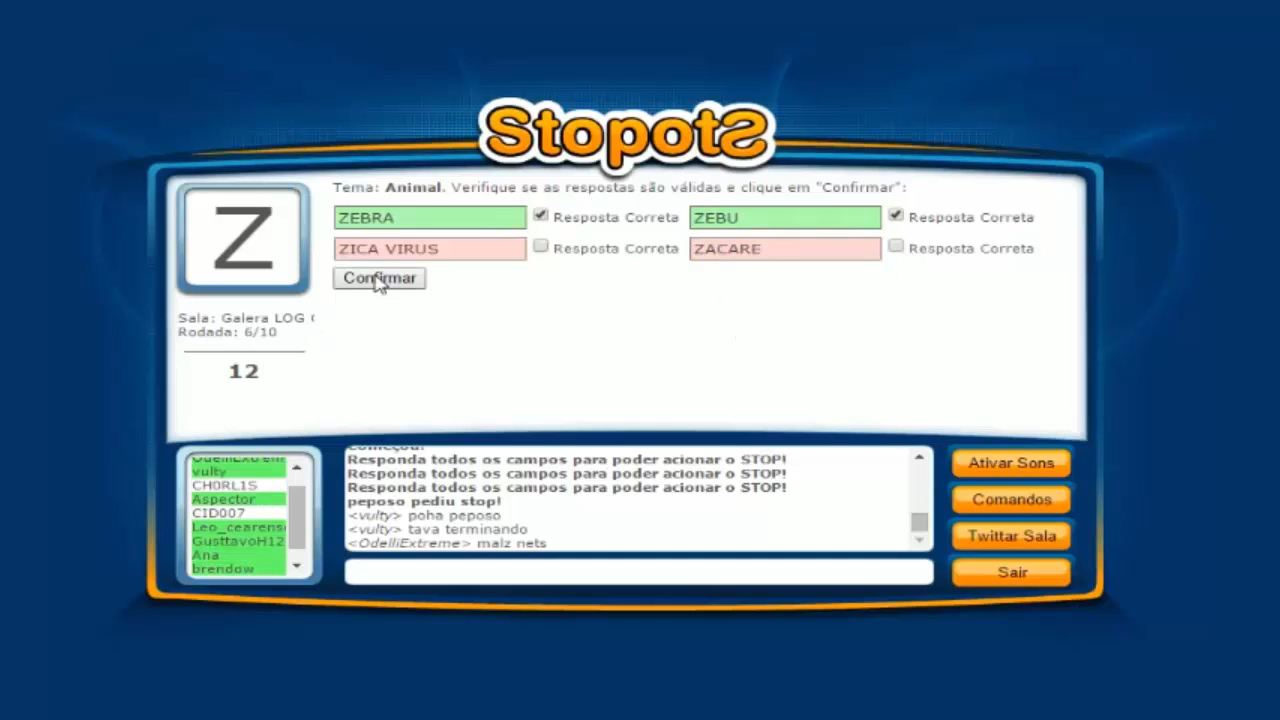 StopotS
Z
Tema: Animal. Verifique se as respostas são válidas e clique em "Confirmar":
ZEBRA Resposta Correta ZEBU Resposta Correta
ZICA VIRUS Resposta Correta ZACARE Resposta Correta
Confirmar
Sala: Galera LOG
Rodada: 6/10
12
vulty
CH0RL1S
Aspector
CID007
Leo_cearens
GusttavoH12
Ana
brendow
começou!
Responda todos os campos para poder acionar o STOP!
Responda todos os campos para poder acionar o STOP!
Responda todos os campos para poder acionar o STOP!
peposo pediu stop!
<vulty> poha peposo
<vulty> tava terminando
<OdelliExtreme> malz nets
Ativar Sons
Comandos
Twittar Sala
Sair